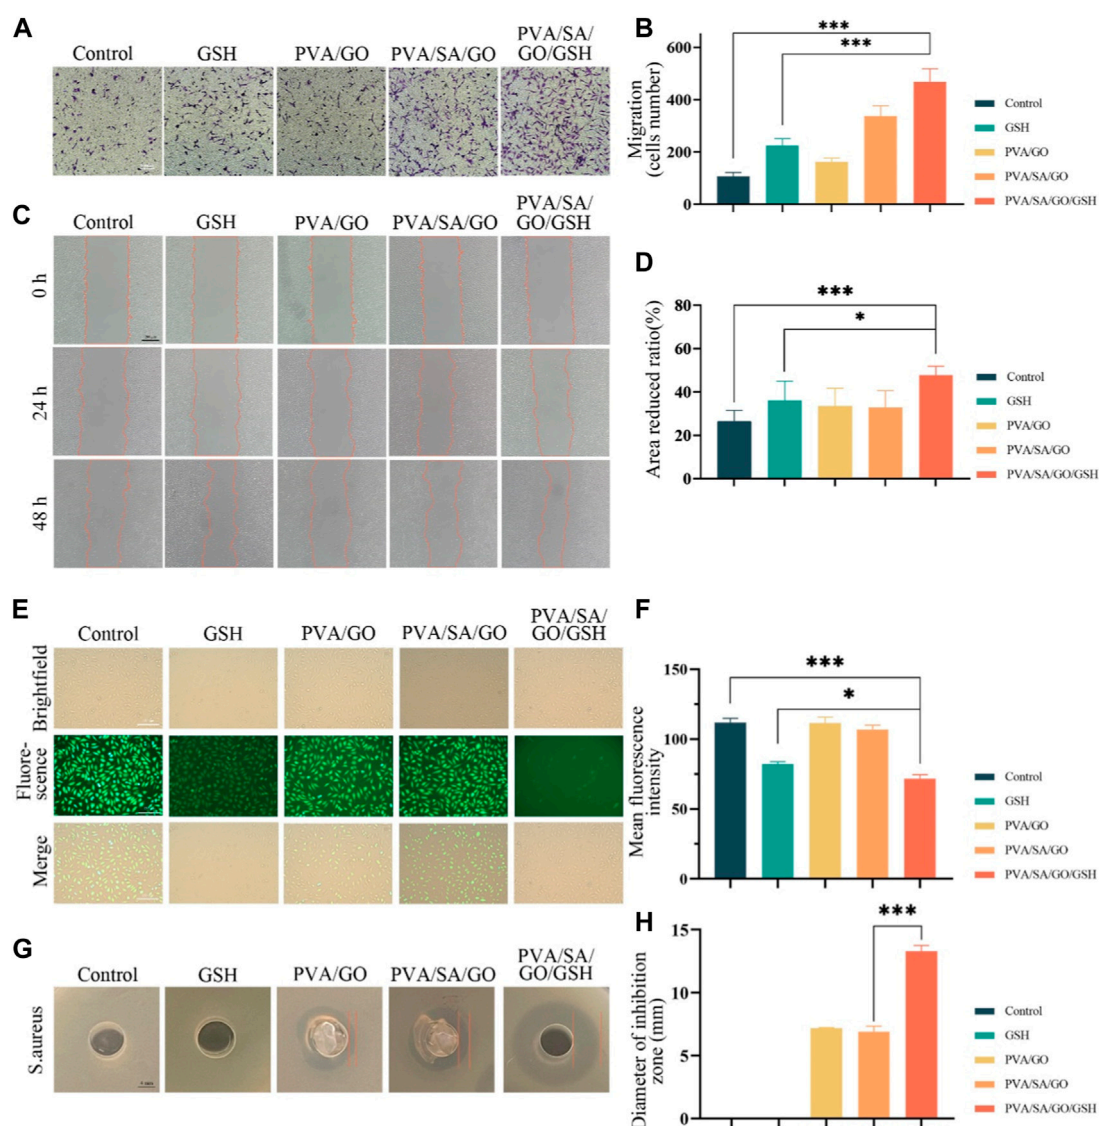 A
Control
GSH
PVA/GO
PVA/SA/GO
PVA/SA/
GO/GSH
B
Migration
(cells number)
600
400
200
0
***
***
Control
GSH
PVA/GO
PVA/SA/GO
PVA/SA/GO/GSH
C
Control
GSH
PVA/GO
PVA/SA/GO
PVA/SA/
GO/GSH
0 h
24 h
48 h
D
Area reduced ratio(%)
80
60
40
20
0
***
*
Control
GSH
PVA/GO
PVA/SA/GO
PVA/SA/GO/GSH
E
Control
GSH
PVA/GO
PVA/SA/GO
PVA/SA/
GO/GSH
Brightfield
Fluore-
scence
Merge
F
Mean fluorescence
intensity
150
100
50
0
***
*
Control
GSH
PVA/GO
PVA/SA/GO
PVA/SA/GO/GSH
G
Control
GSH
PVA/GO
PVA/SA/GO
PVA/SA/
GO/GSH
S.aureus
H
Diameter of inhibition
zone (mm)
15
10
5
0
***
Control
GSH
PVA/GO
PVA/SA/GO
PVA/SA/GO/GSH